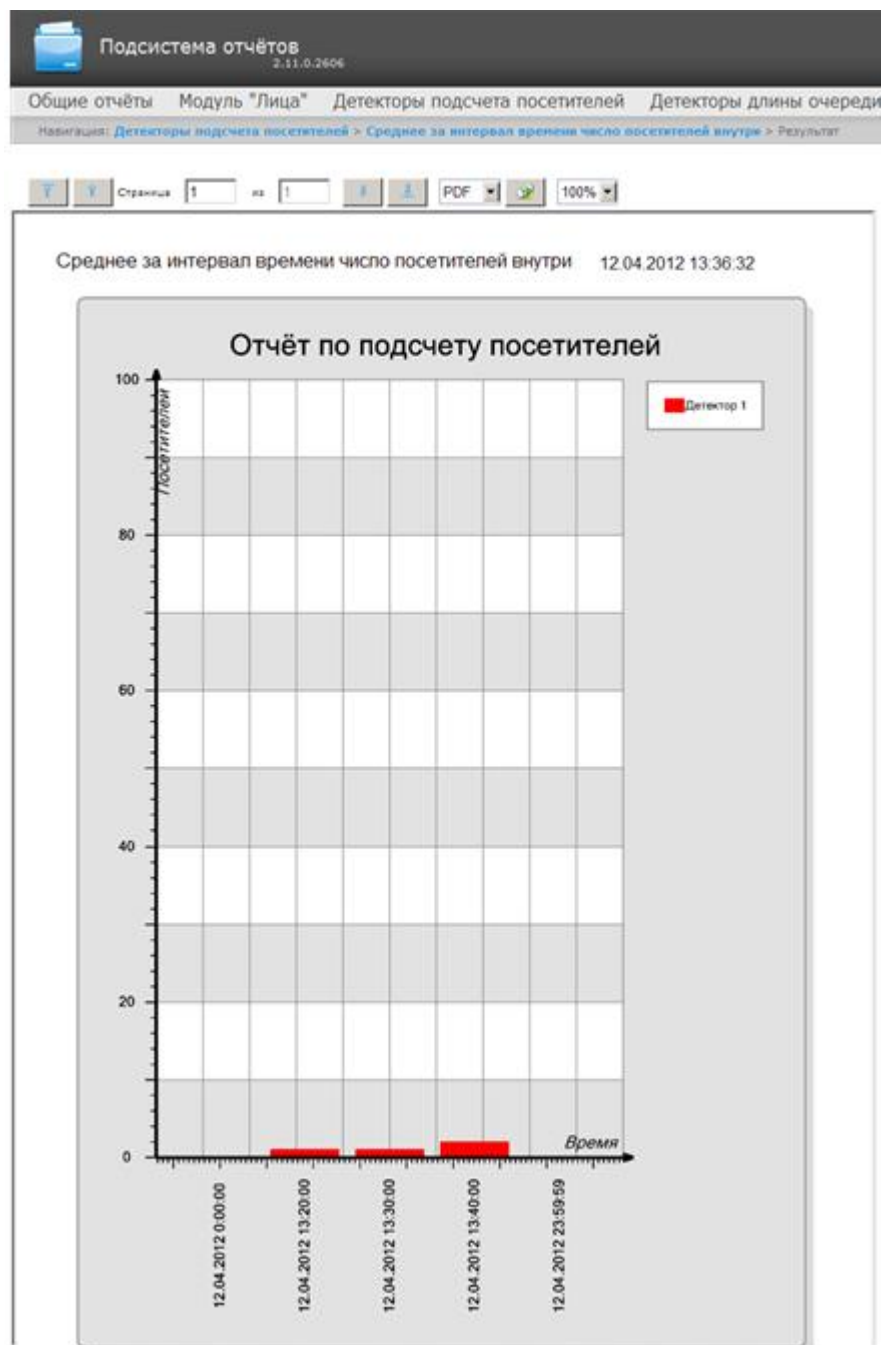 Подсистема отчётов
2.11.0.2606
Общие отчёты Модуль "Лица" Детекторы подсчета посетителей Детекторы длины очереди
Навигация: Детекторы подсчета посетителей > Среднее за интервал времени число посетителей внутри > Результат
Страница 1 из 1 PDF 100%
Среднее за интервал времени число посетителей внутри 12.04.2012 13:36:32
Отчёт по подсчету посетителей
Детектор 1
Посетителей
100
80
60
40
20
0
Время
12.04.2012 0:00:00
12.04.2012 13:20:00
12.04.2012 13:30:00
12.04.2012 13:40:00
12.04.2012 23:59:59